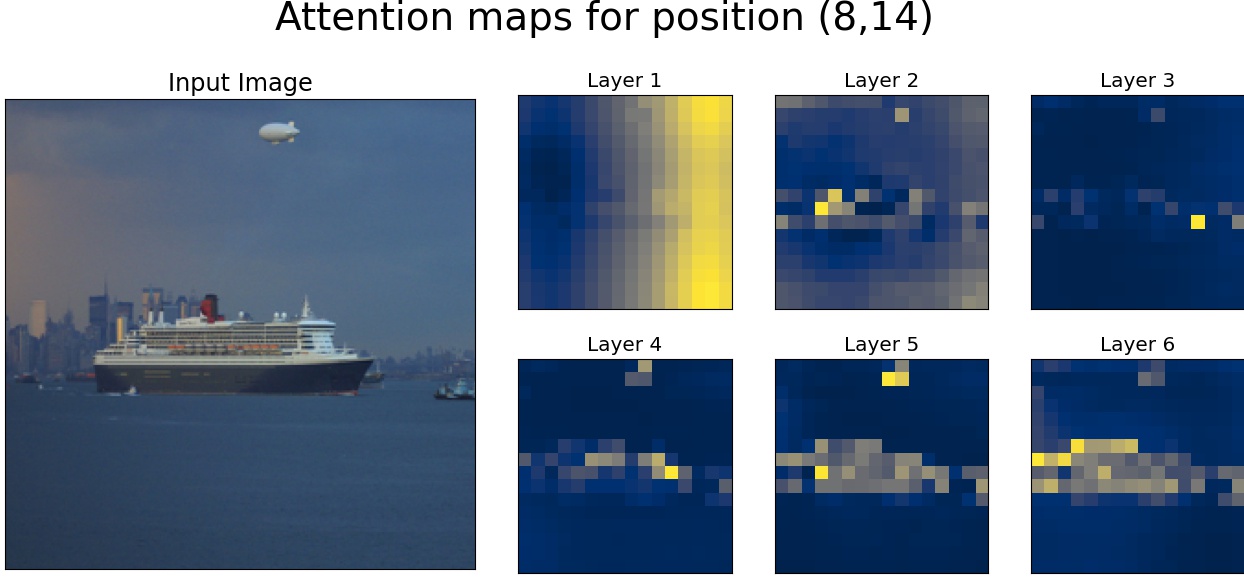 Attention maps for position (8,14)
Input Image
Layer 1
Layer 2
Layer 3
Layer 4
Layer 5
Layer 6